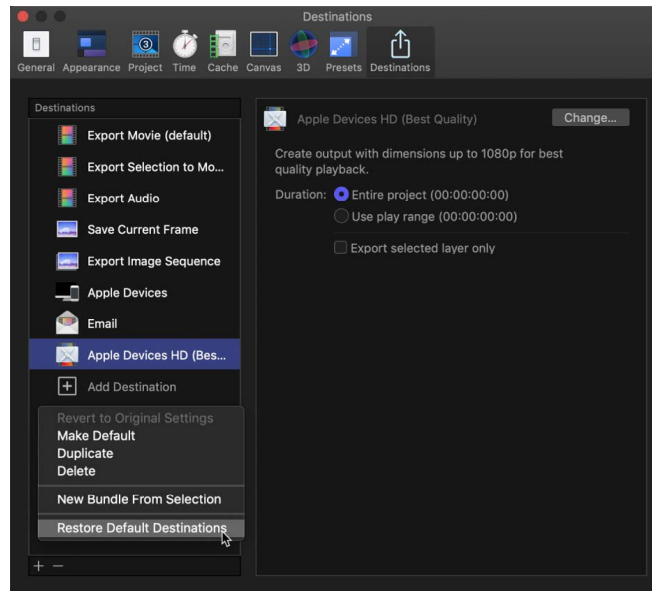 Destinations
3
General Appearance Project Time Cache Canvas 3D Presets Destinations
Destinations
Export Movie (default)
Export Selection to Mo...
Export Audio
Save Current Frame
Export Image Sequence
Apple Devices
Email
Apple Devices HD (Bes...
Add Destination
Revert to Original Settings
Make Default
Duplicate
Delete
New Bundle From Selection
Restore Default Destinations
+ −
Apple Devices HD (Best Quality) Change...
Create output with dimensions up to 1080p for best
quality playback.
Duration: Entire project (00:00:00:00)
Use play range (00:00:00:00)
Export selected layer only